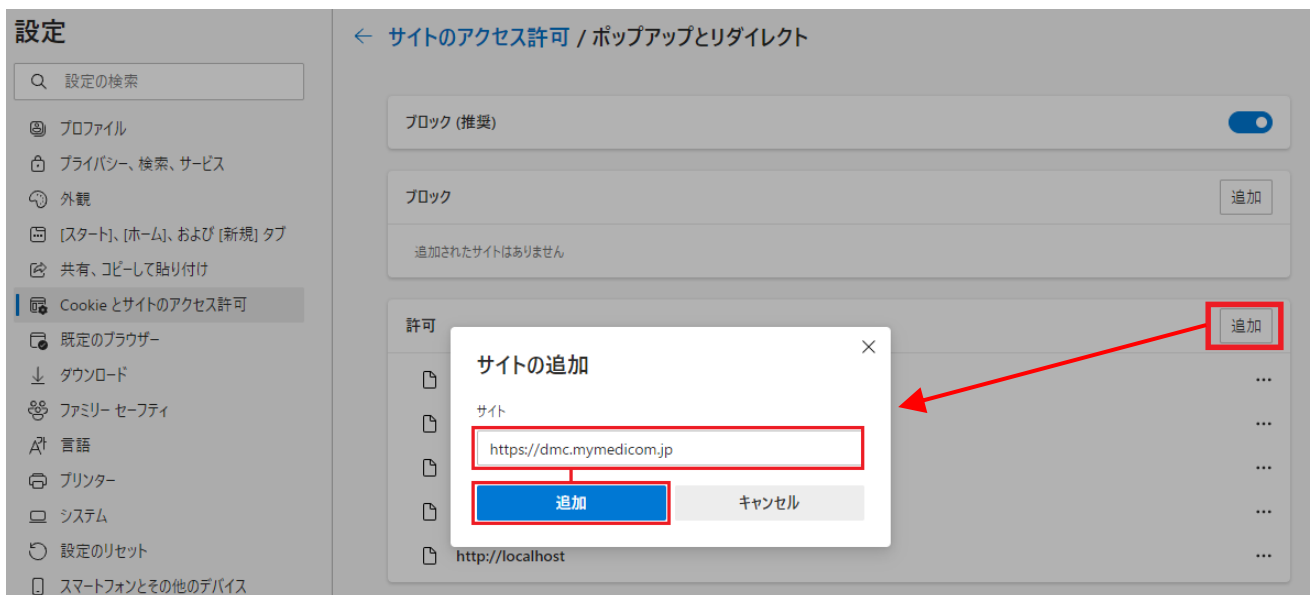 設定
設定の検索
プロファイル
プライバシー、検索、サービス
外観
[スタート]、[ホーム]、および [新規] タブ
共有、コピーして貼り付け
Cookie とサイトのアクセス許可
既定のブラウザー
ダウンロード
ファミリー セーフティ
言語
プリンター
システム
設定のリセット
スマートフォンとその他のデバイス
サイトのアクセス許可 / ポップアップとリダイレクト
ブロック (推奨)
ブロック
追加
追加されたサイトはありません
許可
追加
サイトの追加
サイト
https://dmc.mymedicom.jp
追加
キャンセル
http://localhost